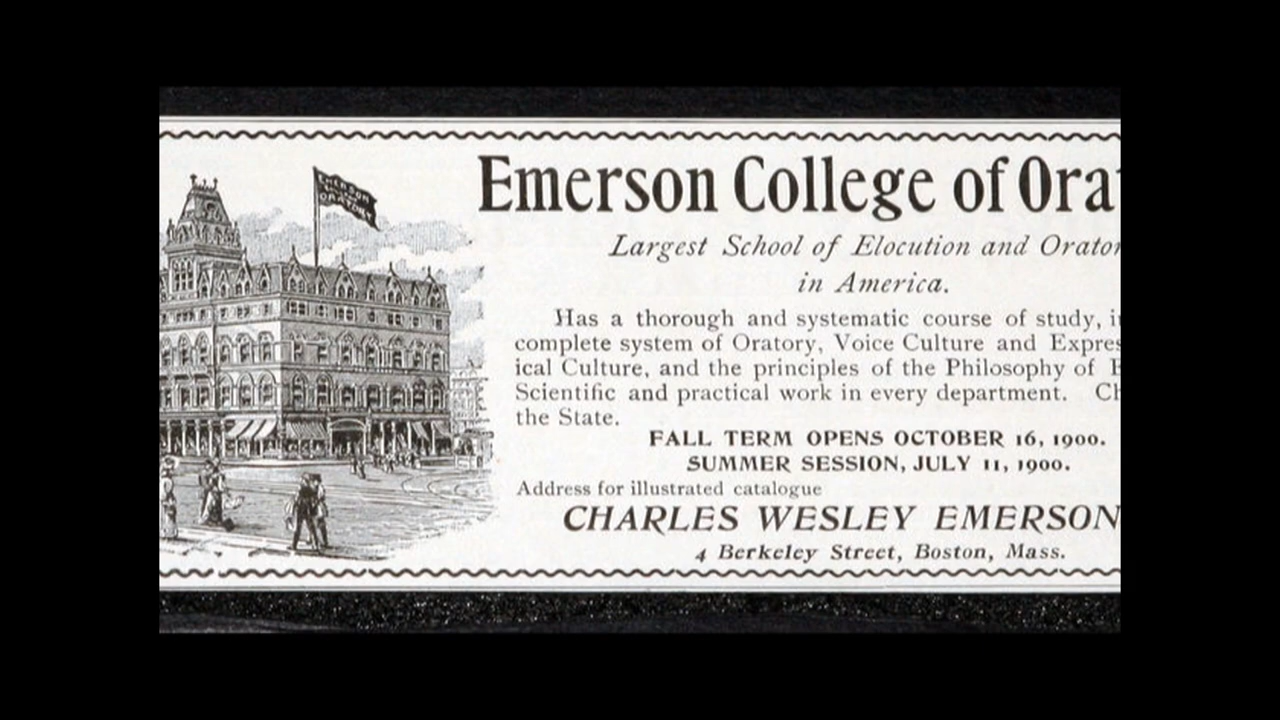 EMERSON
ORATORY
Emerson College of Ora
Largest School of Elocution and Orator
in America.
Has a thorough and systematic course of study, i
complete system of Oratory, Voice Culture and Expres
ical Culture, and the principles of the Philosophy of E
Scientific and practical work in every department. Ch
the State.
FALL TERM OPENS OCTOBER 16, 1900.
SUMMER SESSION, JULY 11, 1900.
Address for illustrated catalogue
CHARLES WESLEY EMERSON
4 Berkeley Street, Boston, Mass.